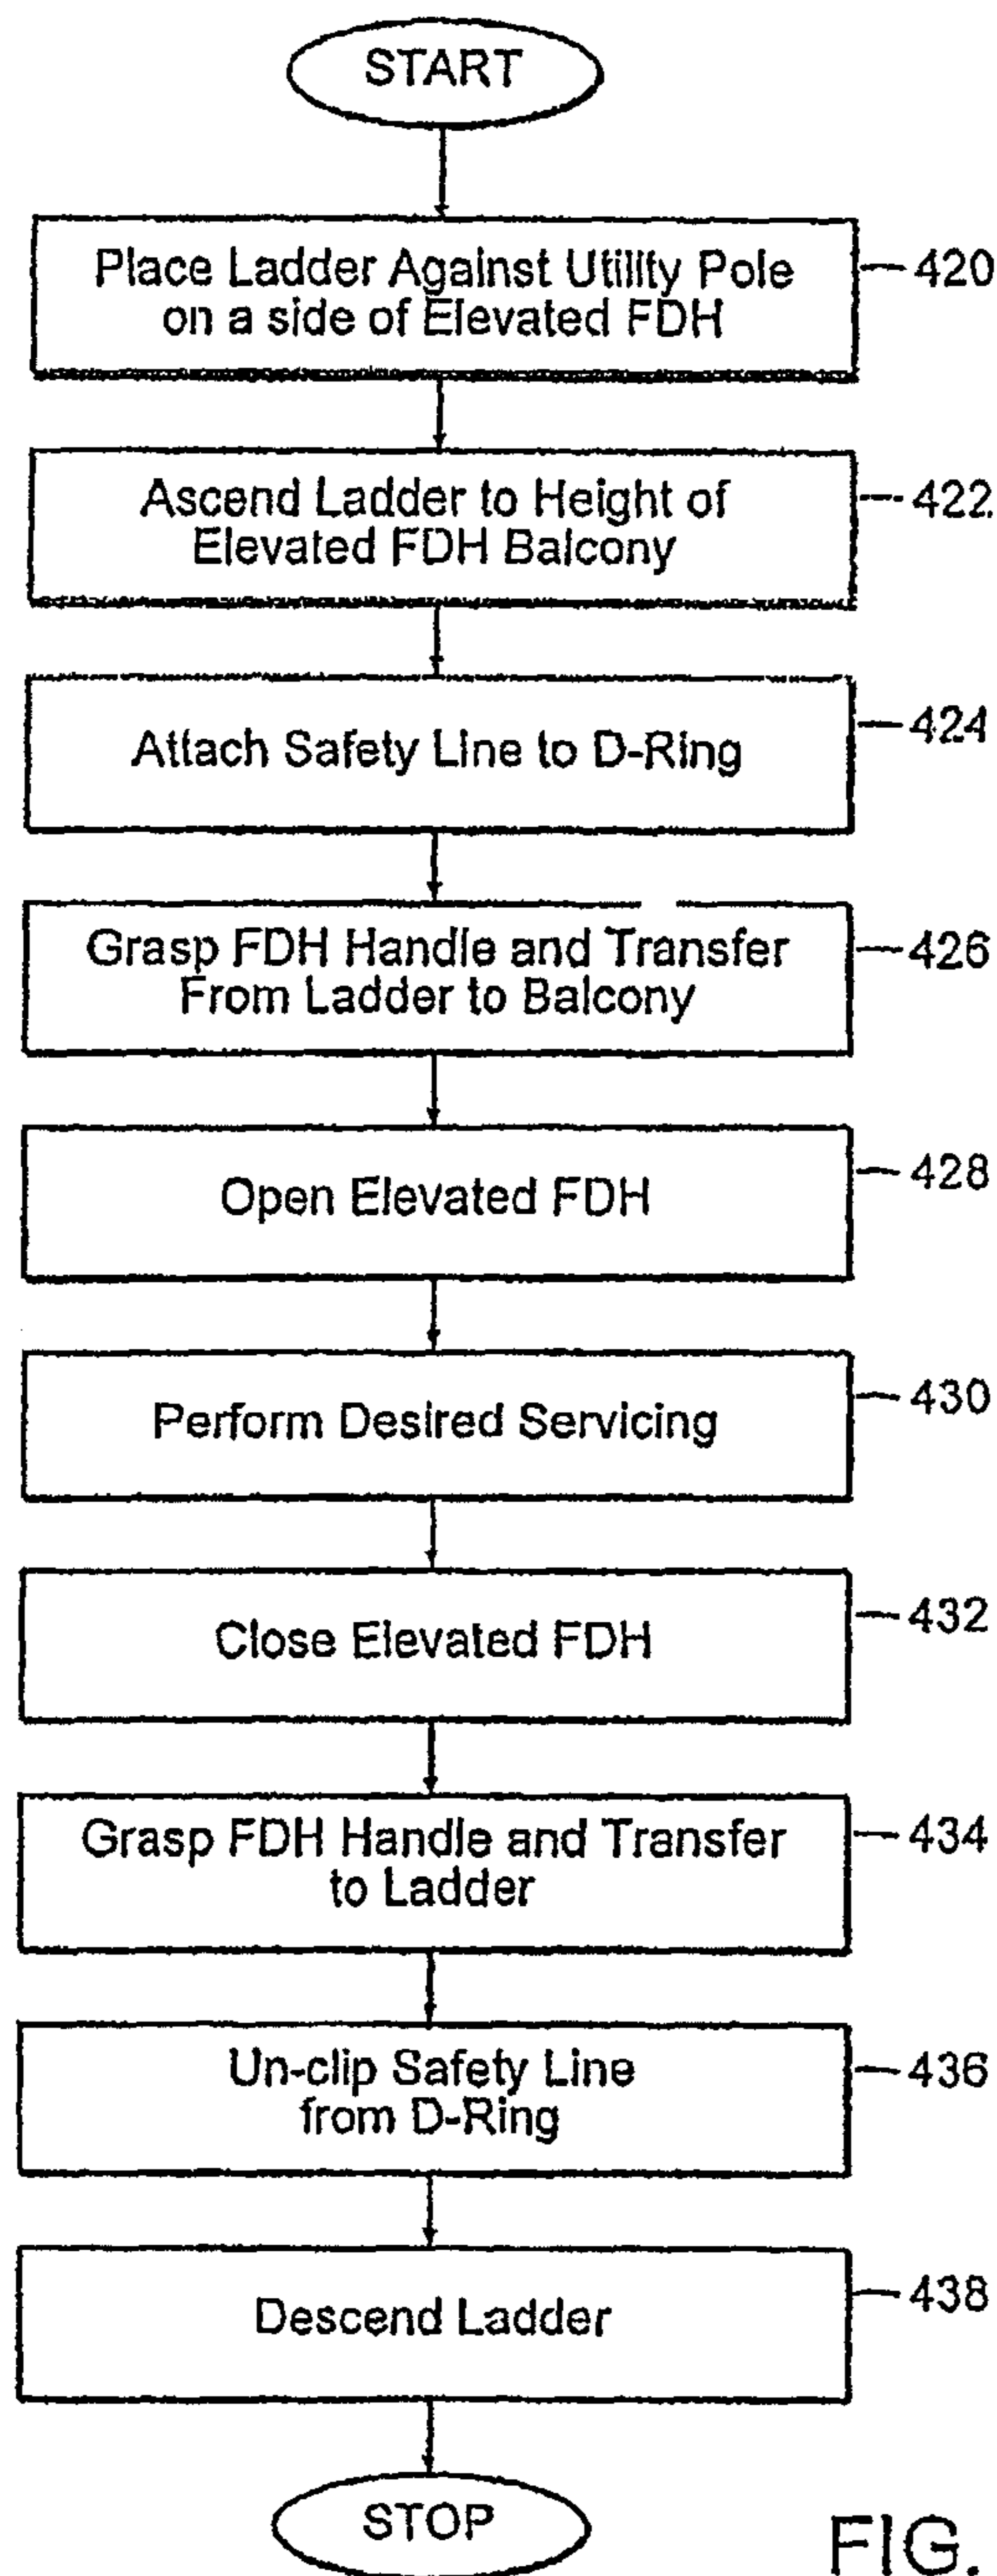 START
Place Ladder Against Utility Pole
on a side of Elevated FDH
420
Ascend Ladder to Height of
Elevated FDH Balcony
422
Attach Safety Line to D-Ring
424
Grasp FDH Handle and Transfer
From Ladder to Balcony
426
Open Elevated FDH
428
Perform Desired Servicing
430
Close Elevated FDH
432
Grasp FDH Handle and Transfer
to Ladder
434
Un-clip Safety Line
from D-Ring
436
Descend Ladder
438
STOP
FIG.